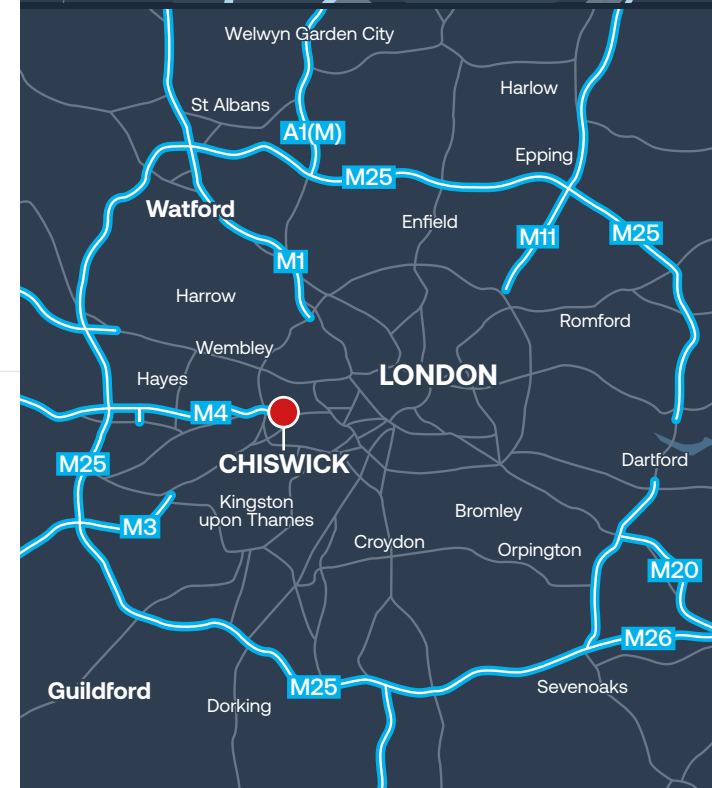 Welwyn Garden City
Harlow
St Albans
A1(M)
Epping
M25
Watford
Enfield
M11
M25
M1
Harrow
Romford
Wembley
LONDON
Hayes
M4
CHISWICK
M25
Dartford
Kingston
upon Thames
Bromley
M3
Croydon
Orpington
M20
M26
M25
Sevenoaks
Guildford
Dorking